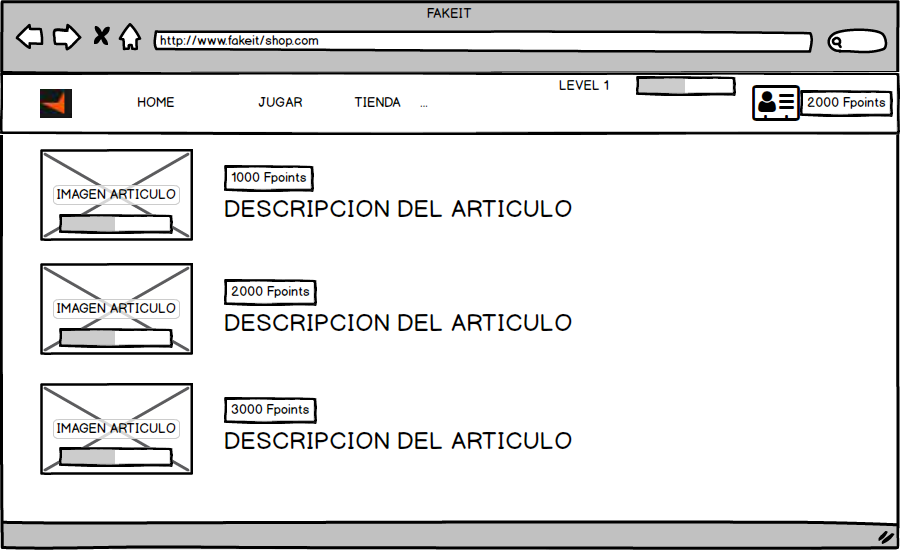 FAKEIT
http://www.fakeit/shop.com
LEVEL 1
HOME JUGAR TIENDA ... 2000 Fpoints
1000 Fpoints
IMAGEN ARTICULO
DESCRIPCION DEL ARTICULO
2000 Fpoints
IMAGEN ARTICULO
DESCRIPCION DEL ARTICULO
3000 Fpoints
IMAGEN ARTICULO
DESCRIPCION DEL ARTICULO